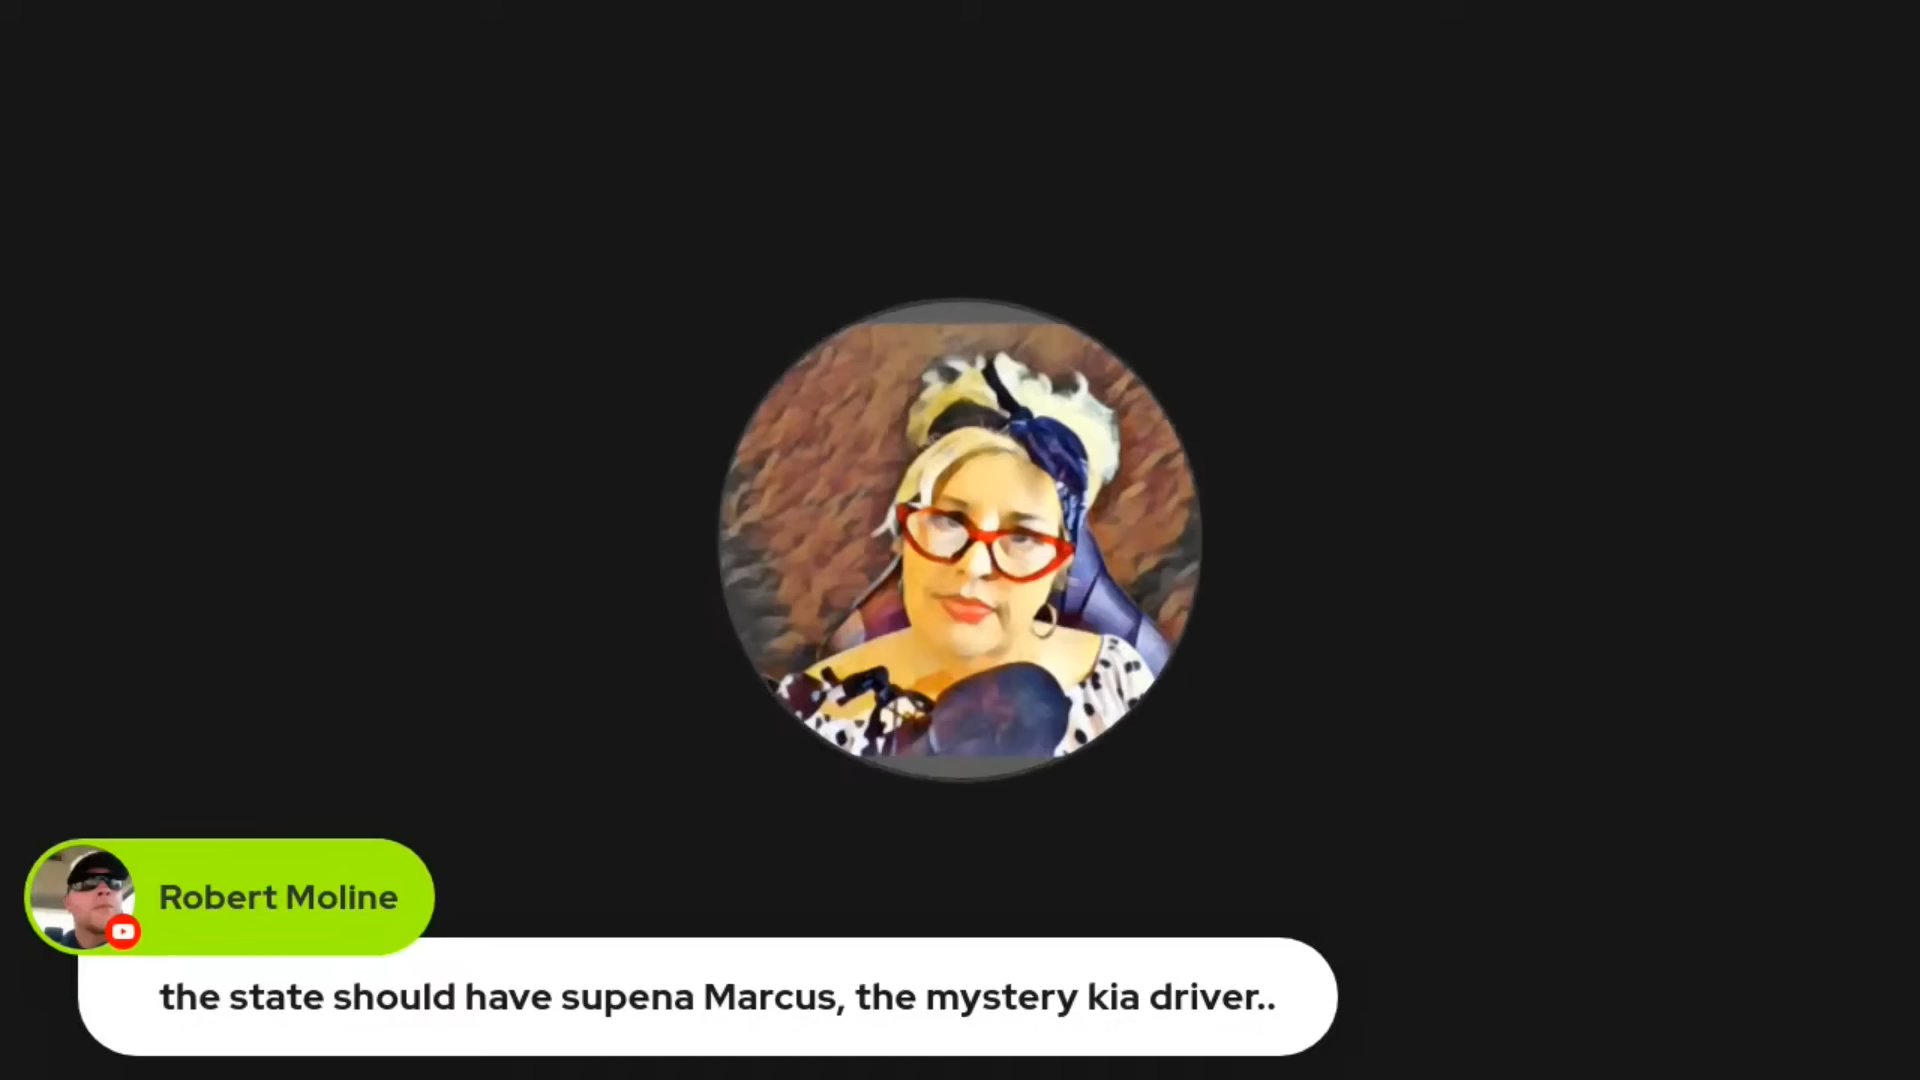 Robert Moline
the state should have supena Marcus, the mystery kia driver..